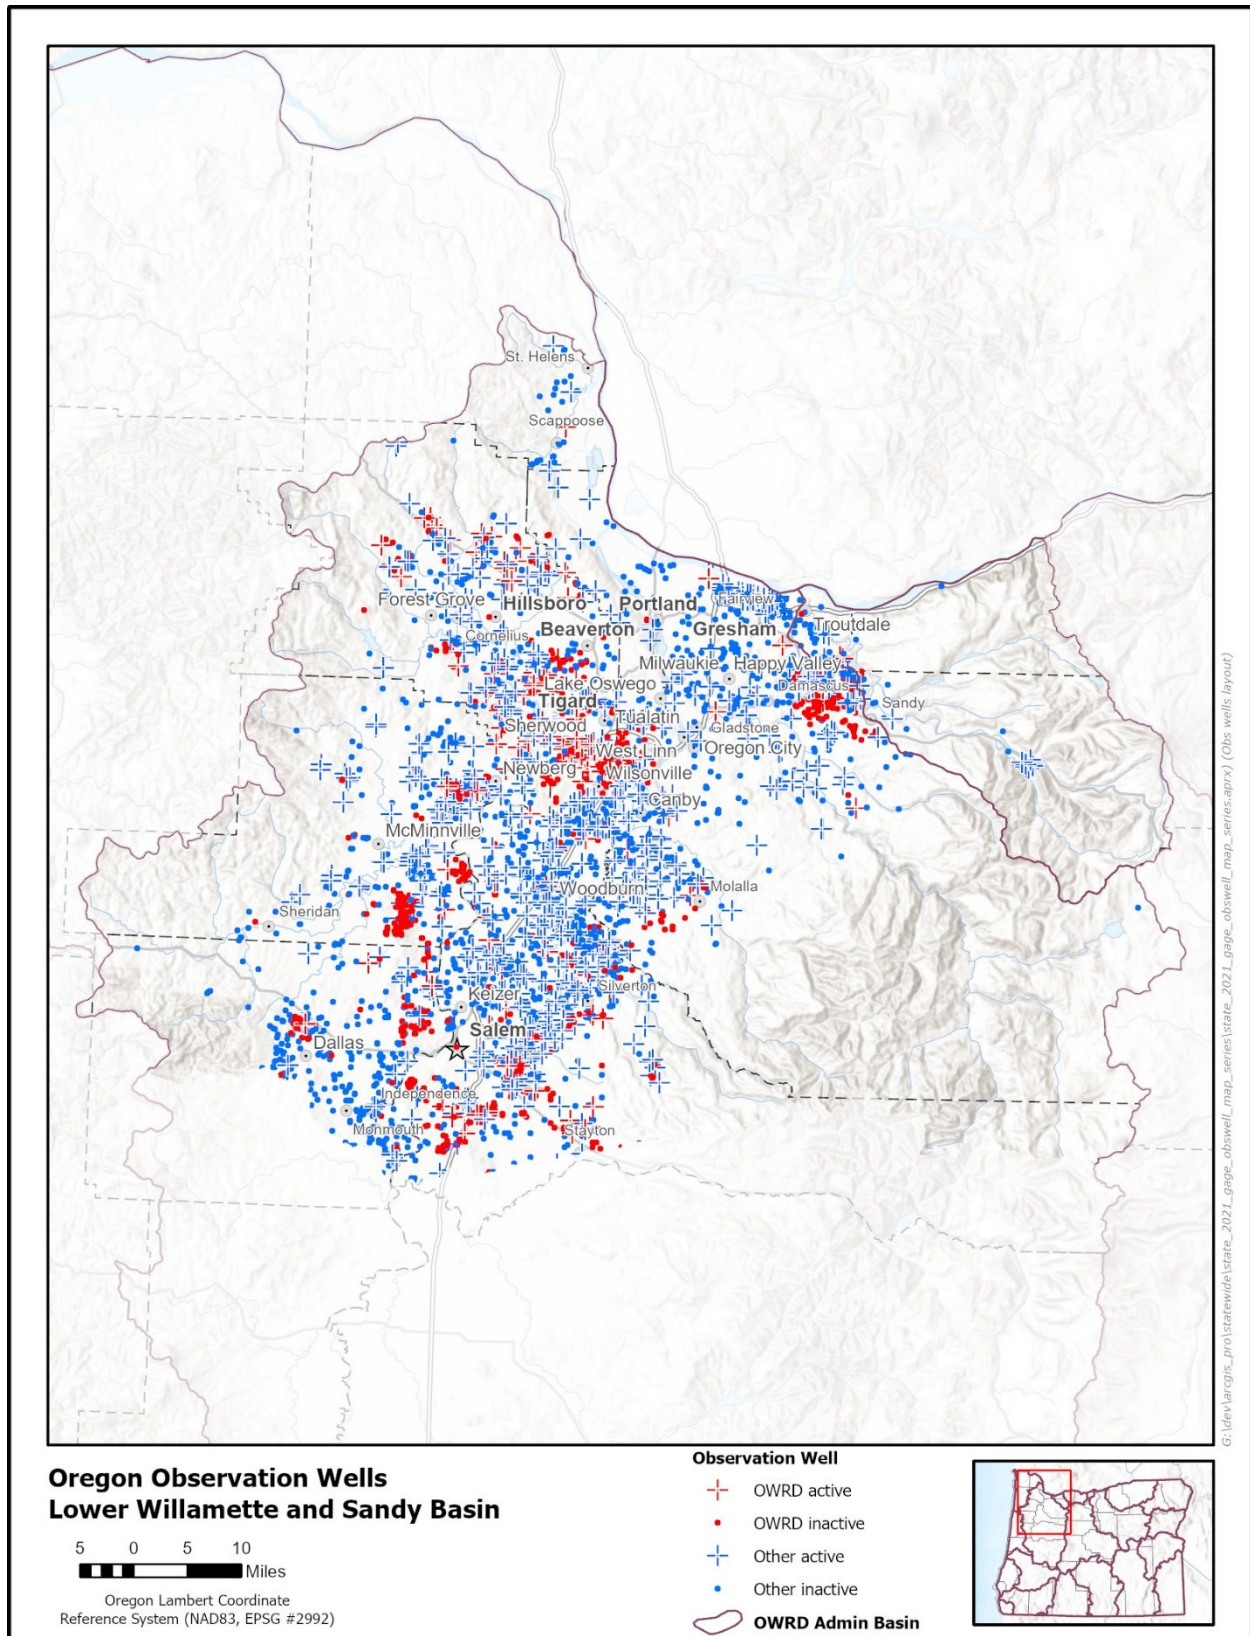 St. Helens
Scappoose
Forest Grove
Hillsboro
Portland
Fairview
Cornelius
Beaverton
Gresham
Troutdale
Milwaukie
Happy Valley
Lake Oswego
Damascus
Tigard
Sandy
Sherwood
Tualatin
Gladstone
West Linn
Oregon City
Newberg
Wilsonville
Canby
McMinnville
Woodburn
Molalla
Sheridan
Silverton
Keizer
Salem
Dallas
Independence
Monmouth
Stayton
G:\dev\arcgis_pro\statewide\state_2021_gage_obswell_map_series\state_2021_gage_obswell_map_series.aprx) (Obs wells layout)
Oregon Observation Wells
Lower Willamette and Sandy Basin
5 0 5 10
Miles
Oregon Lambert Coordinate
Reference System (NAD83, EPSG #2992)
Observation Well
OWRD active
OWRD inactive
Other active
Other inactive
OWRD Admin Basin